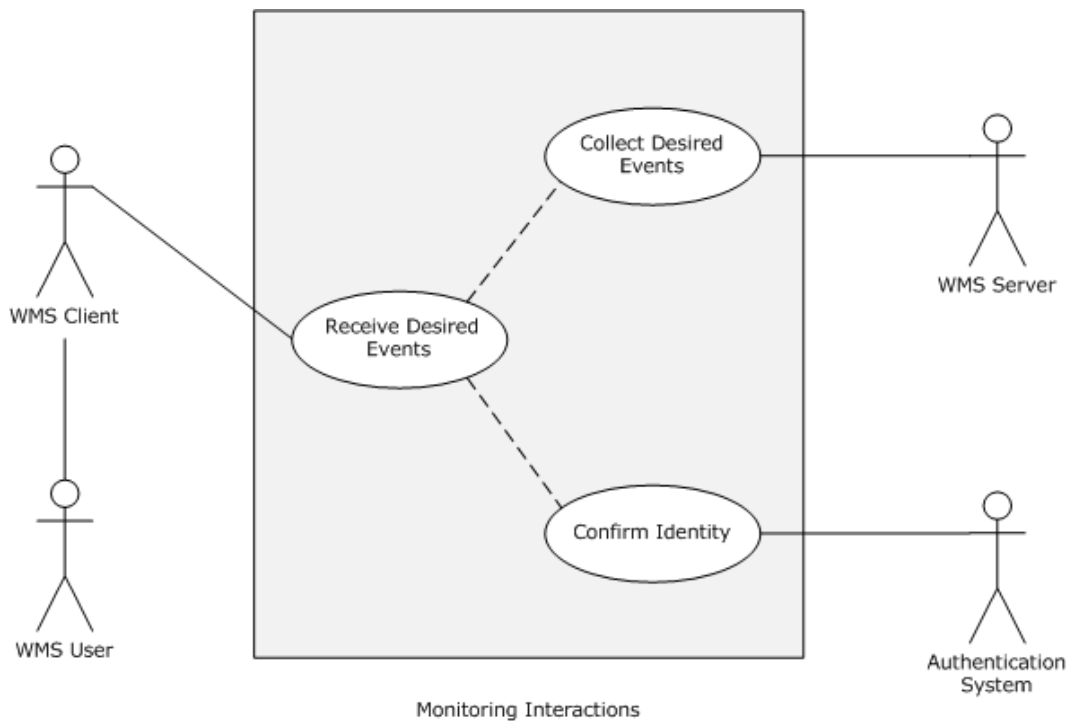 Collect Desired
Events
WMS Client
WMS Server
Receive Desired
Events
Confirm Identity
WMS User
Authentication
System
Monitoring Interactions